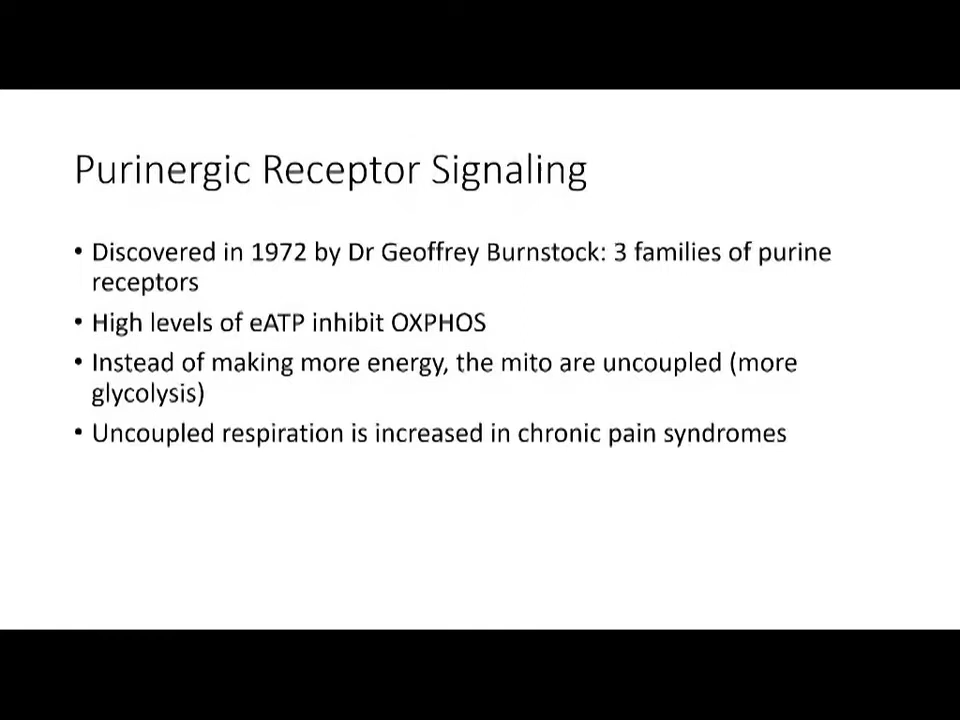 Purinergic Receptor Signaling
• Discovered in 1972 by Dr Geoffrey Burnstock: 3 families of purine
receptors
• High levels of eATP inhibit OXPHOS
• Instead of making more energy, the mito are uncoupled (more
glycolysis)
• Uncoupled respiration is increased in chronic pain syndromes